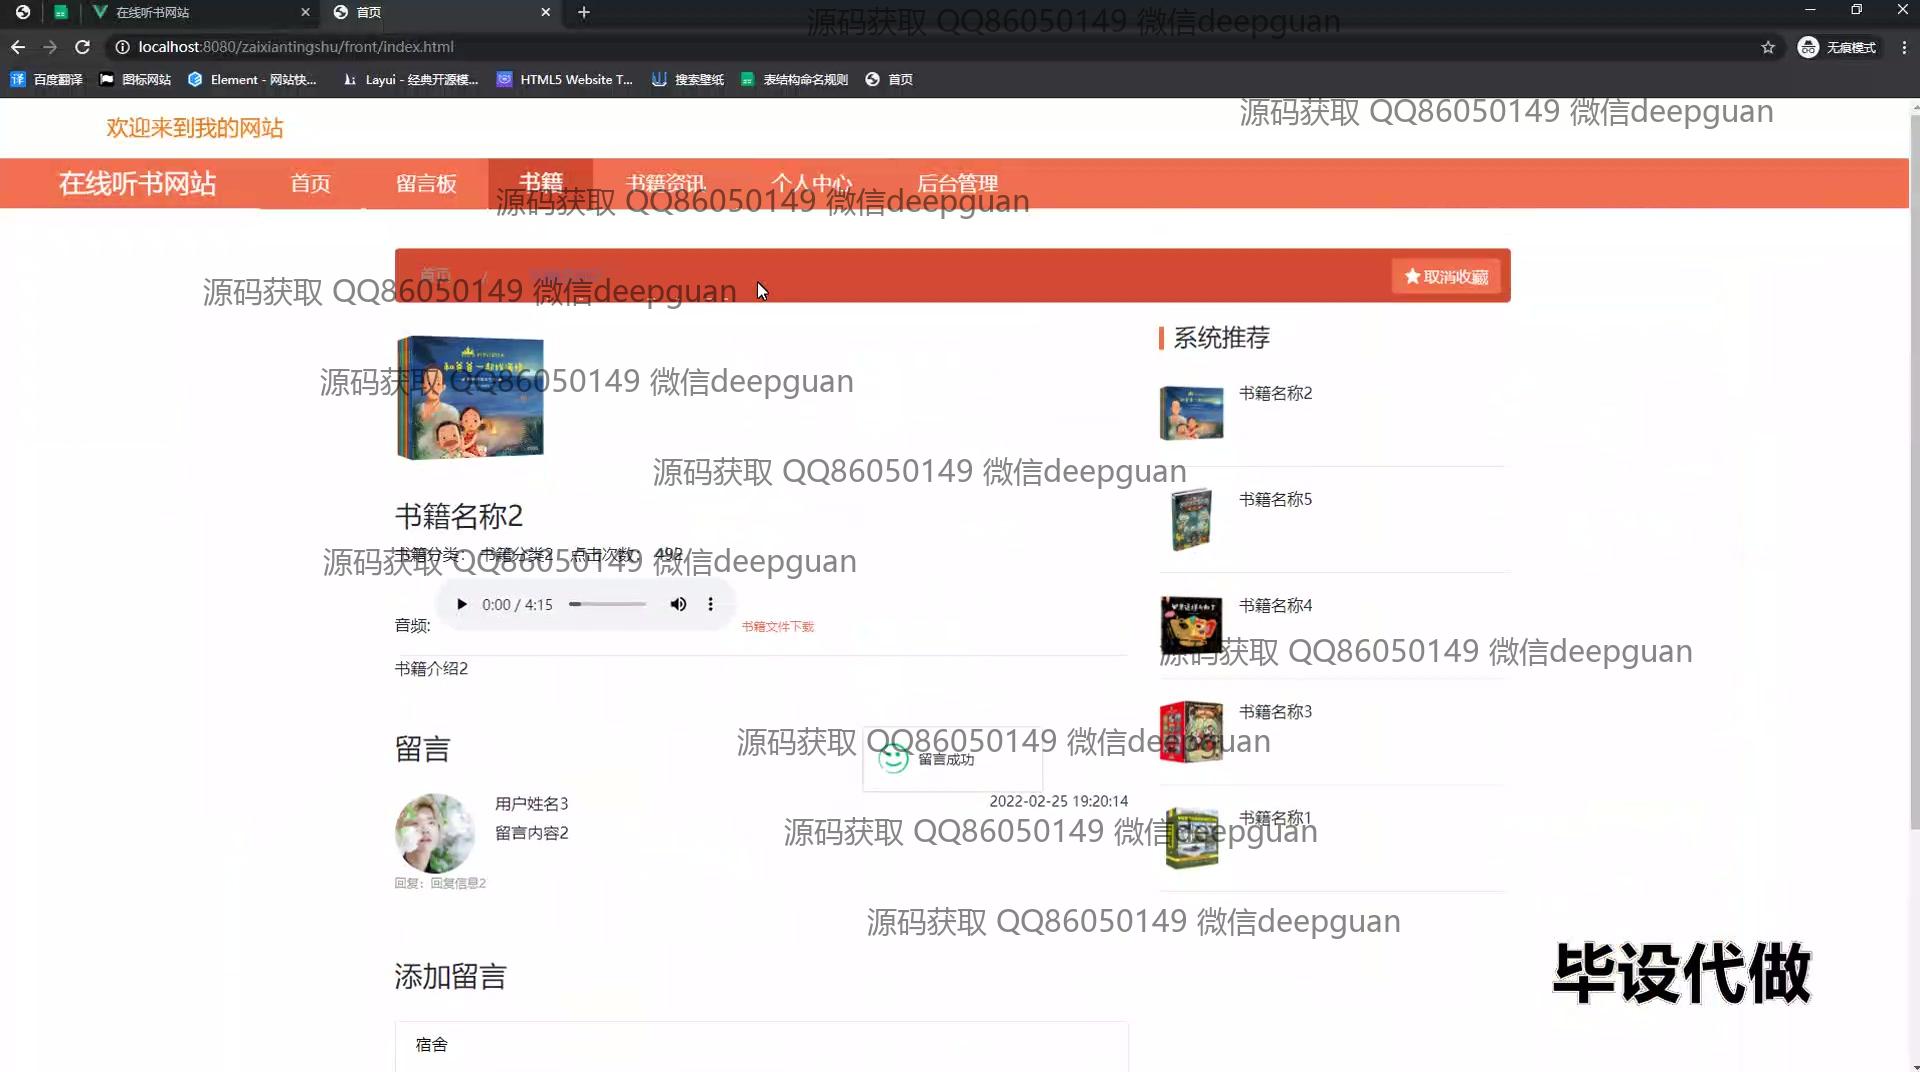 在线听书网站
首页
源码获取 QQ86050149 微信deepguan
localhost:8080/zaixiantingshu/front/index.html
无痕模式
百度翻译
图标网站
Element - 网站快...
Layui - 经典开源模...
HTML5 Website T...
搜索壁纸
表结构命名规则
首页
源码获取 QQ86050149 微信deepguan
欢迎来到我的网站
在线听书网站
首页
留言板
书籍
书籍资讯
个人中心
后台管理
源码获取 QQ86050149 微信deepguan
首页 /
取消收藏
源码获取 QQ86050149 微信deepguan
系统推荐
源码获取 QQ86050149 微信deepguan
书籍名称2
源码获取 QQ86050149 微信deepguan
书籍名称5
书籍名称2
书籍分类: 书籍分类2 点击次数: 492
源码获取 QQ86050149 微信deepguan
0:00 / 4:15
音频:
书籍文件下载
书籍名称4
源码获取 QQ86050149 微信deepguan
书籍介绍2
书籍名称3
留言
源码获取 QQ86050149 微信deepguan
留言成功
2022-02-25 19:20:14
用户姓名3
留言内容2
书籍名称1
源码获取 QQ86050149 微信deepguan
回复：回复信息2
源码获取 QQ86050149 微信deepguan
添加留言
毕设代做
宿舍